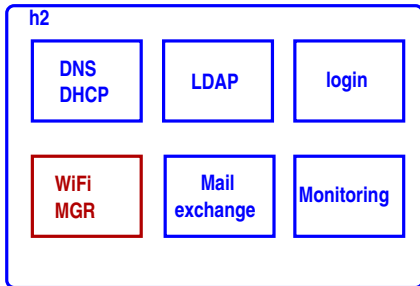 h2
DNS
DHCP
LDAP
login
WiFi
MGR
Mail
exchange
Monitoring